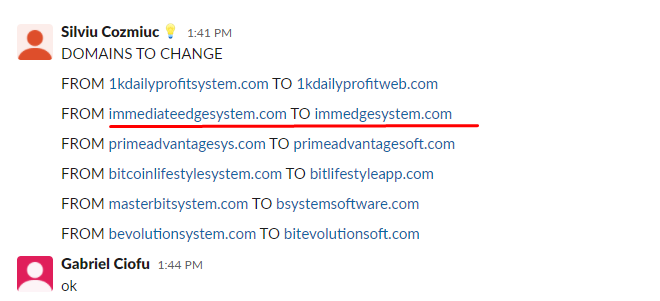 Silviu Cozmiuc 1:41 PM
DOMAINS TO CHANGE
FROM 1kdailyprofitsystem.com TO 1kdailyprofitweb.com
FROM immediateedgesystem.com TO immedgesystem.com
FROM primeadvantagesys.com TO primeadvantagesoft.com
FROM bitcoinlifestylesystem.com TO bitlifestyleapp.com
FROM masterbitsystem.com TO bsystemsoftware.com
FROM bevolutionsystem.com TO bitevolutionsoft.com
Gabriel Ciofu 1:44 PM
ok